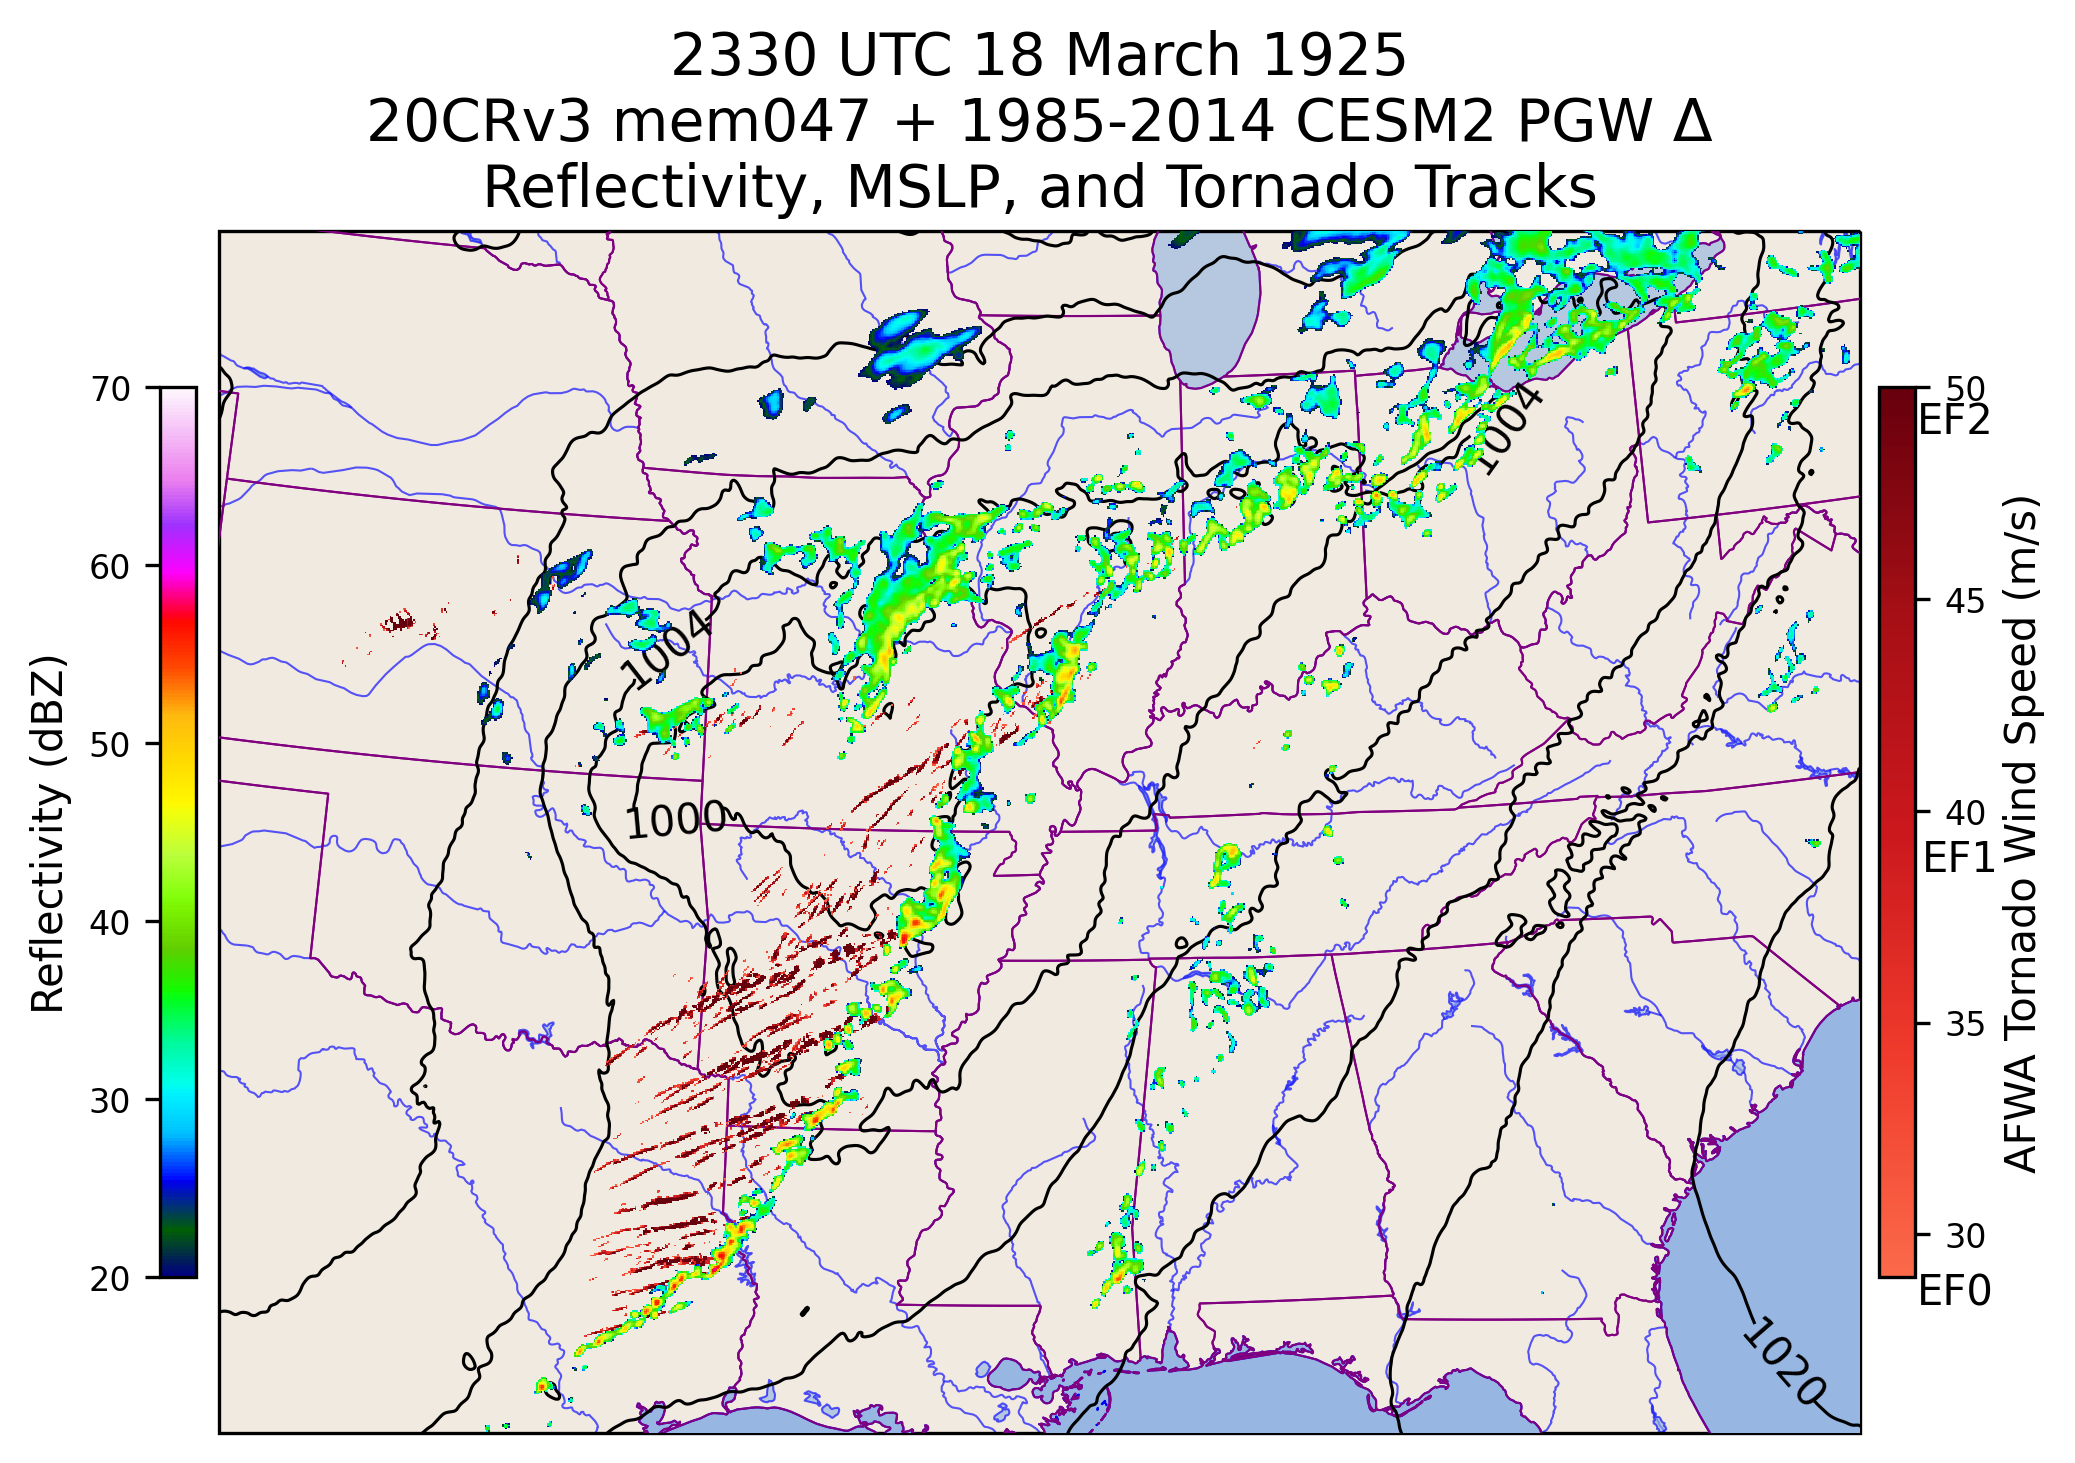 2330 UTC 18 March 1925
20CRv3 mem047 + 1985-2014 CESM2 PGW Δ
Reflectivity, MSLP, and Tornado Tracks
Reflectivity (dBZ)
70
60
50
40
30
20
1004
1004
1000
1020
50
EF2
45
40
EF1
35
30
EF0
AFWA Tornado Wind Speed (m/s)